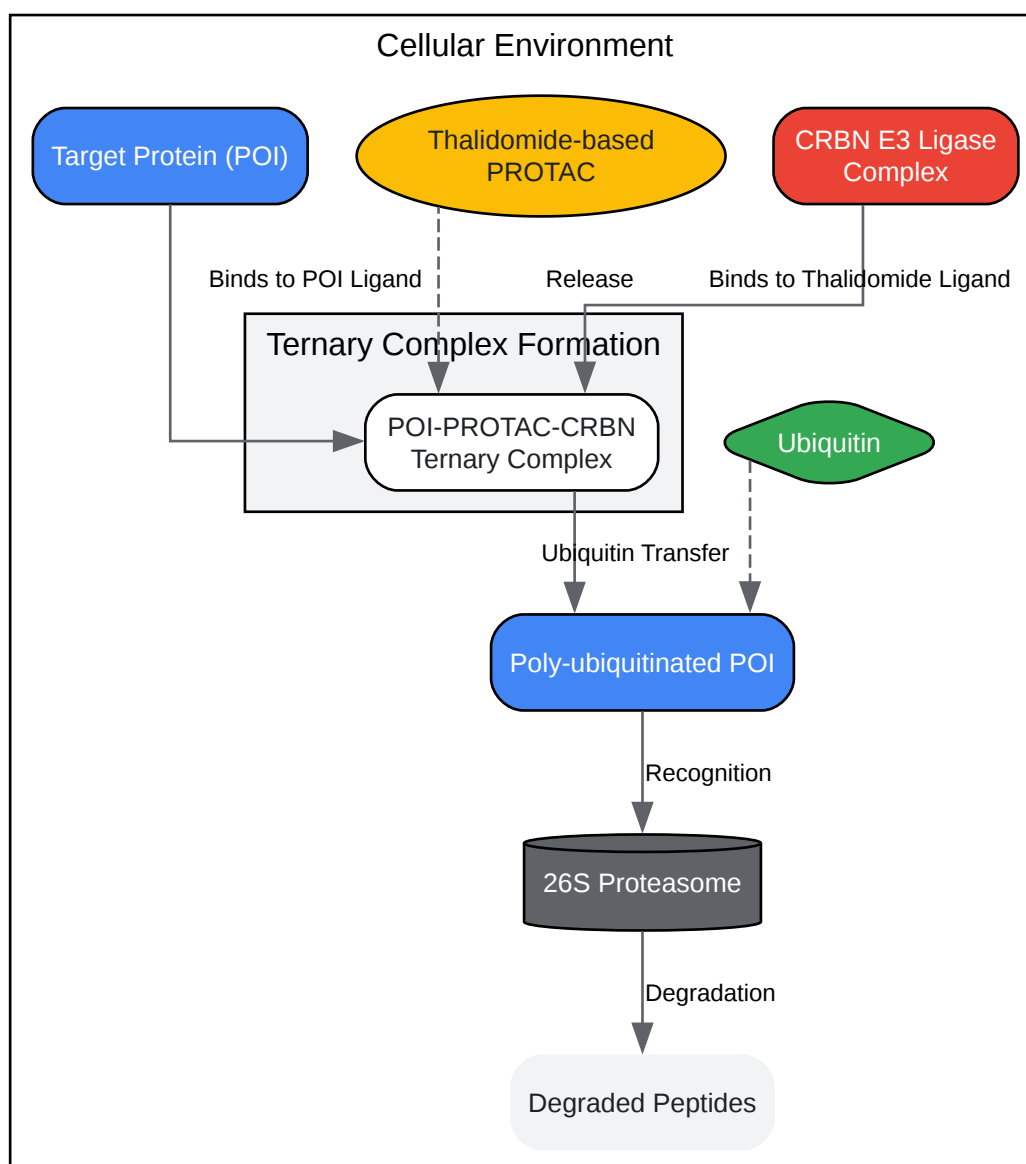 Cellular Environment
Target Protein (POI)
Thalidomide-based
PROTAC
CRBN E3 Ligase
Complex
Binds to POI Ligand
Release
Binds to Thalidomide Ligand
Ternary Complex Formation
POI-PROTAC-CRBN
Ternary Complex
Ubiquitin
Ubiquitin Transfer
Poly-ubiquitinated POI
Recognition
26S Proteasome
Degradation
Degraded Peptides